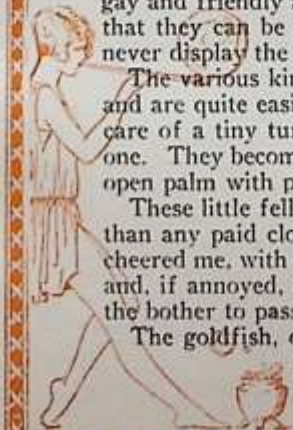 gay and friendly
that they can be
never display the
The various kin
and are quite easi
care of a tiny tur
one. They becom
open palm with p
These little fell
than any paid clo
cheered me, with
and, if annoyed,
the bother to pass
The goldfish,